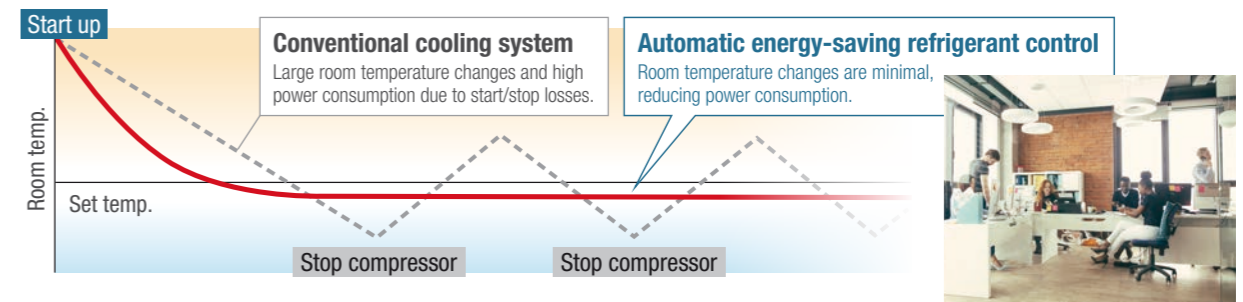 Start up
Conventional cooling system
Large room temperature changes and high
power consumption due to start/stop losses.
Automatic energy-saving refrigerant control
Room temperature changes are minimal,
reducing power consumption.
Room temp.
Set temp.
Stop compressor
Stop compressor